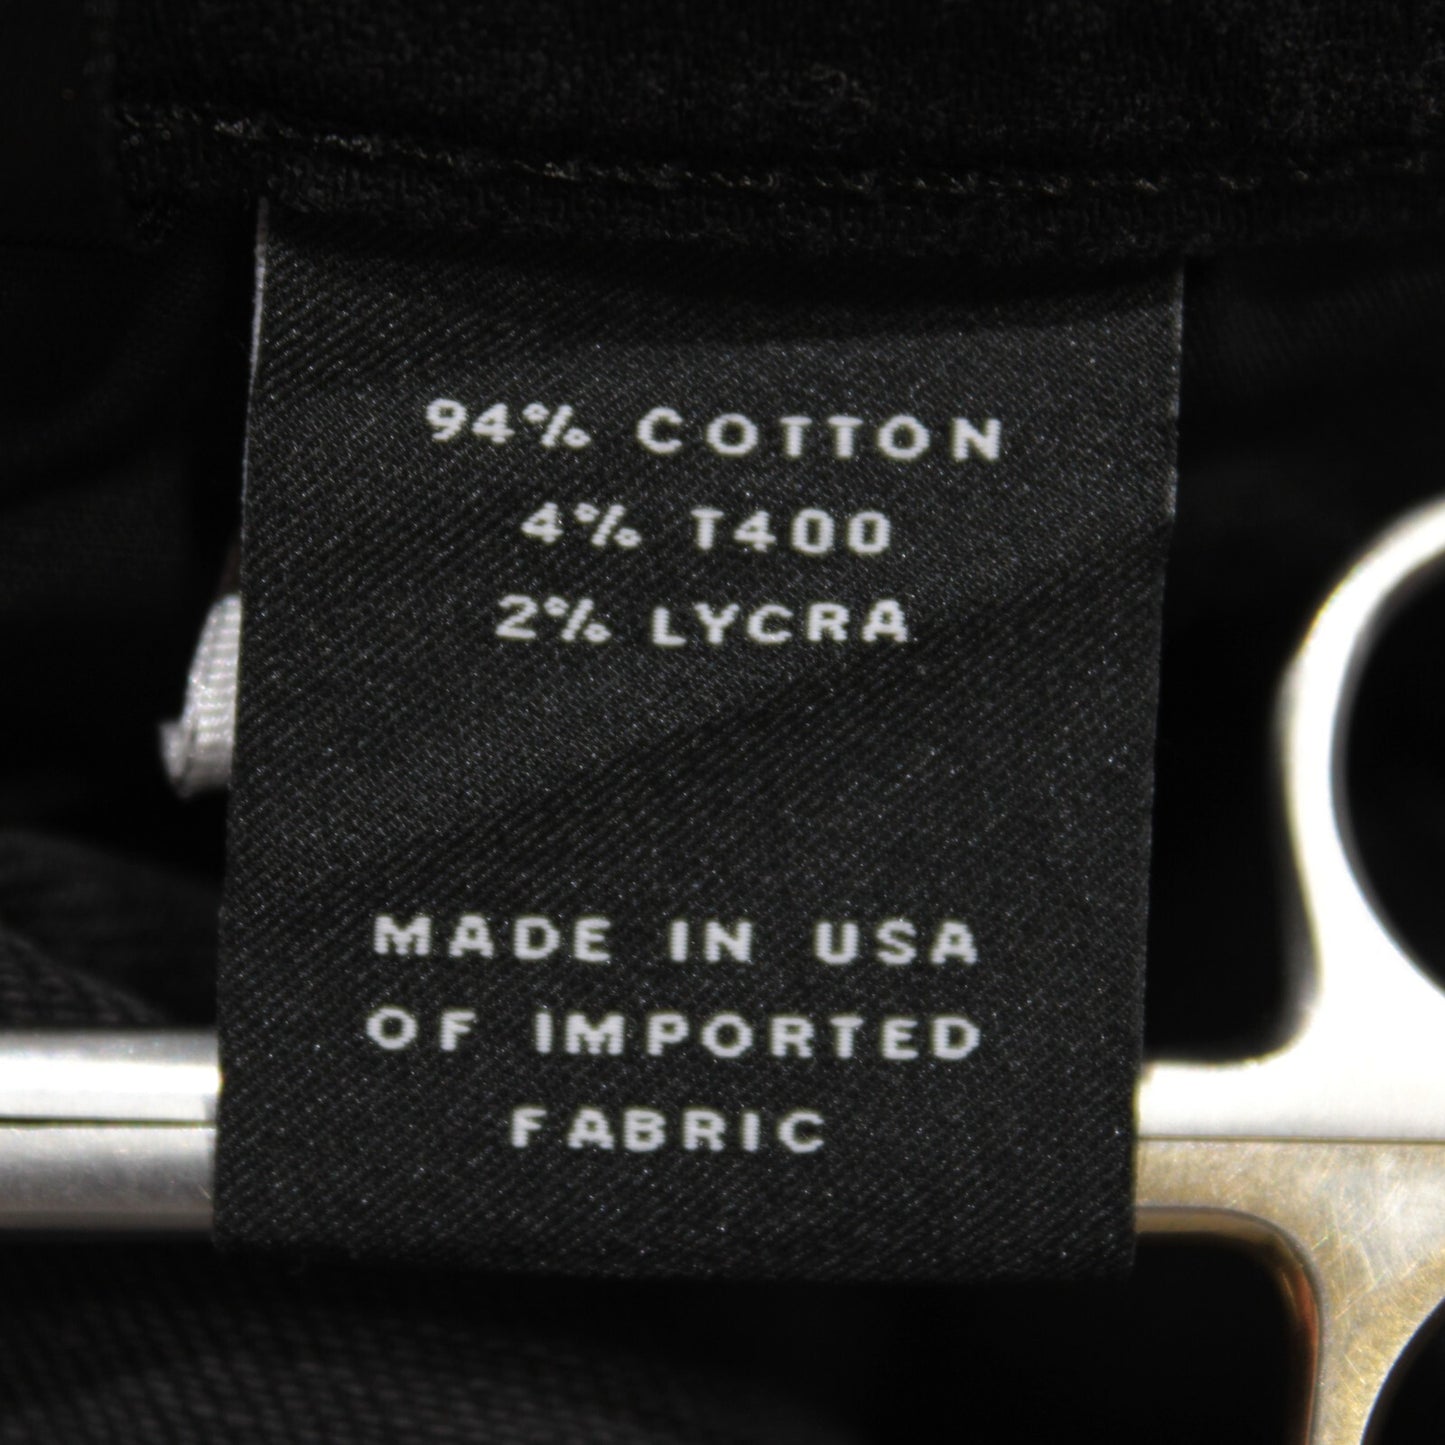 94% COTTON
4% T400
2% LYCRA
MADE IN USA
OF IMPORTED
FABRIC